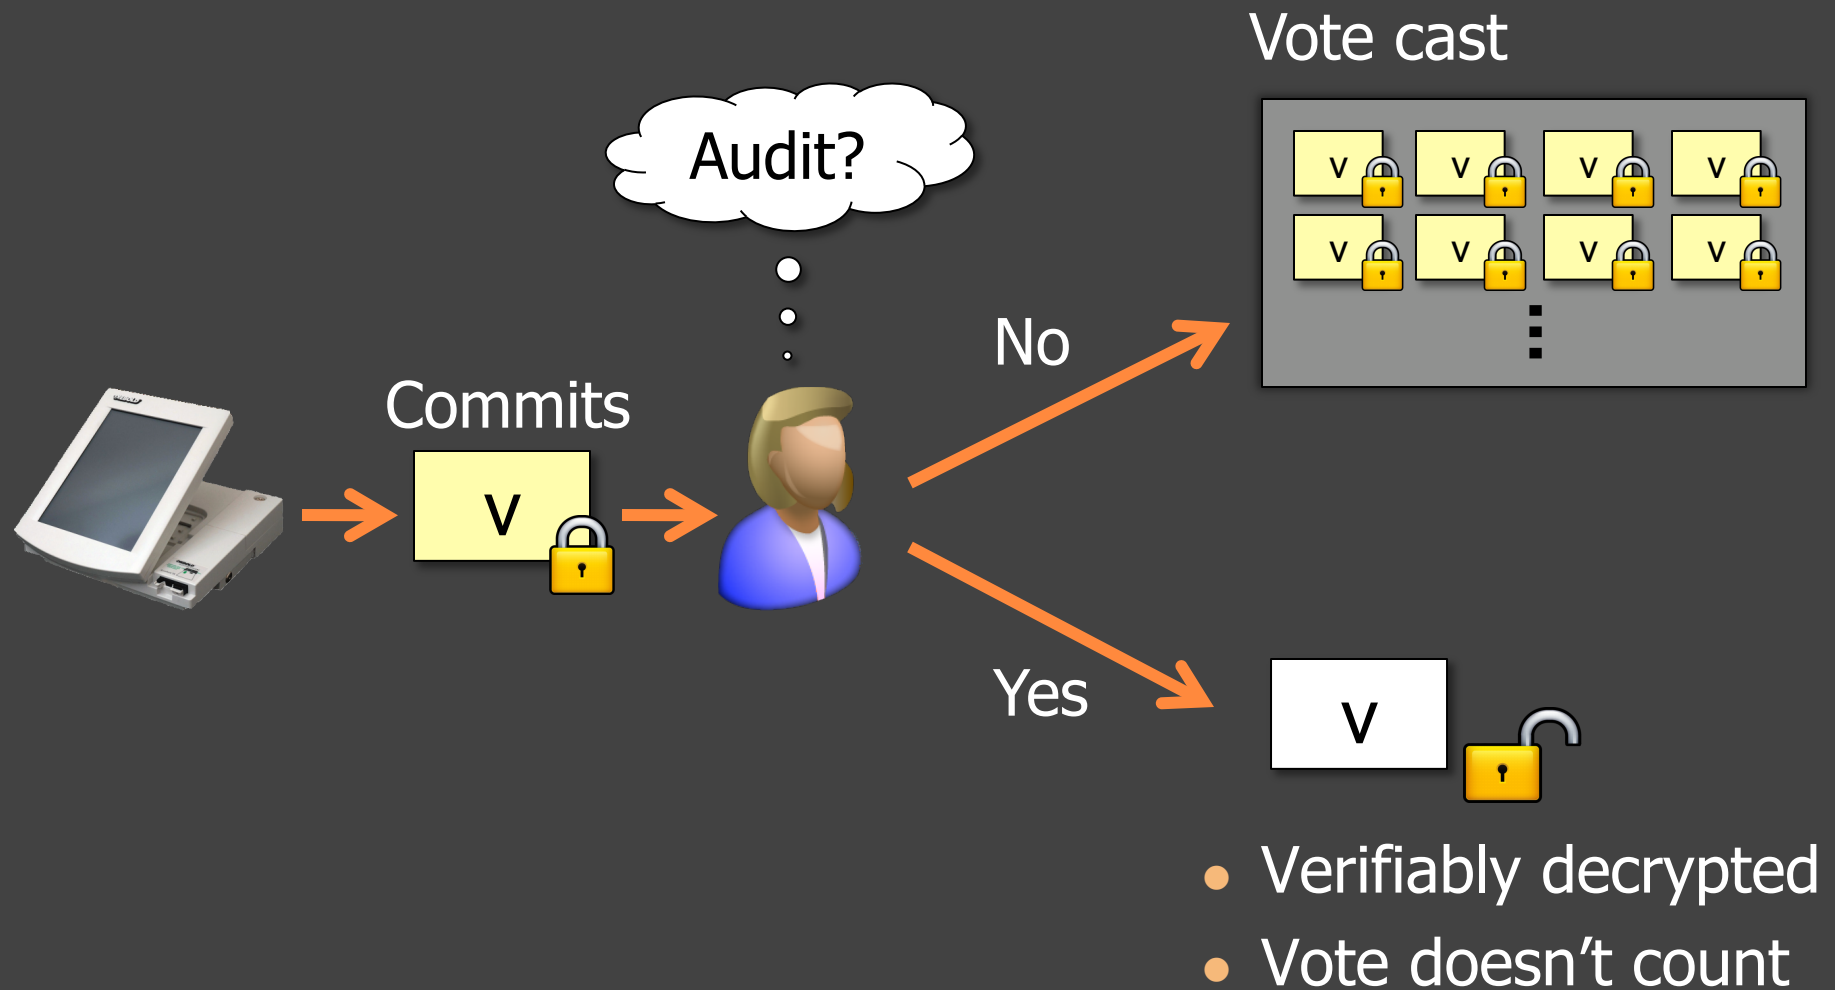 Vote cast
Audit?
v v v v
v v v v
No
Commits
v
Yes
v
Verifiably decrypted
Vote doesn’t count